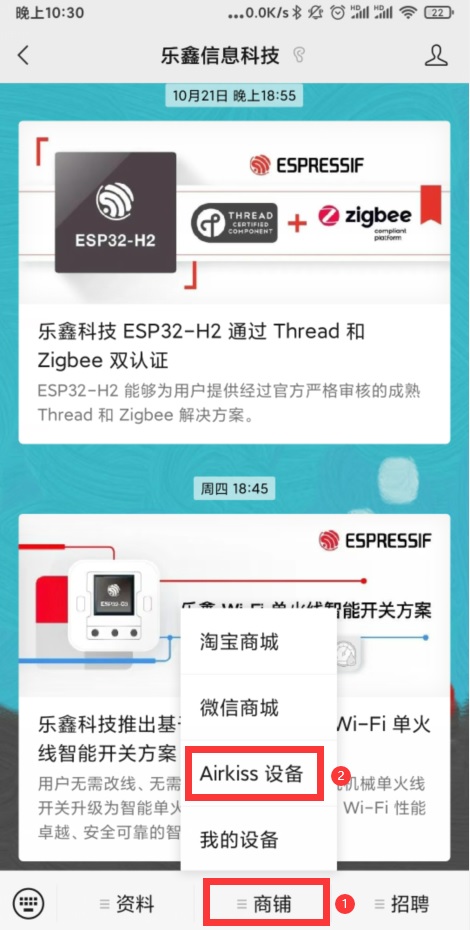 晚上10:30
...0.0K/s
HD
HD
22
乐鑫信息科技
10月21日 晚上18:55
ESPRESSIF
ESP32-H2
THREAD
CERTIFIED
COMPONENT
+
zigbee
compliant
platform
乐鑫科技 ESP32-H2 通过 Thread 和
Zigbee 双认证
ESP32-H2 能够为用户提供经过官方严格审核的成熟
Thread 和 Zigbee 解决方案。
周四 18:45
ESPRESSIF
乐鑫 Wi-Fi 单火线智能开关方案
乐鑫科技推出基
Wi-Fi 单火
线智能开关方案
用户无需改线、无需
机械单火线
开关升级为智能单火
Wi-Fi 性能
卓越、安全可靠的智
淘宝商城
微信商城
Airkiss 设备
2
我的设备
资料
商铺
1
招聘